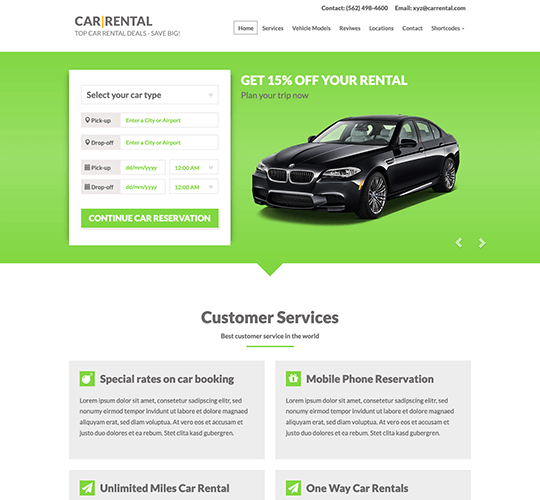 Contact: (562) 498-4600 Email: xyz@carrental.com
CAR|RENTAL
TOP CAR RENTAL DEALS - SAVE BIG!
Home Services Vehicle Models Reviwes Locations Contact Shortcodes
Select your car type
GET 15% OFF YOUR RENTAL
Plan your trip now
Pick-up Enter a City or Airport
Drop-off Enter a City or Airport
Pick-up dd/mm/yyyy 12:00 AM
Drop-off dd/mm/yyyy 12:00 AM
CONTINUE CAR RESERVATION
Customer Services
Best customer service in the world
Special rates on car booking
Lorem ipsum dolor sit amet, consetetur sadipscing elitr, sed diam
nonumy eirmod tempor invidunt ut labore et dolore magna
aliquyam erat, sed diam voluptua. At vero eos et accusam et justo
duo dolores et ea rebum. Stet clita kasd gubergren.
Mobile Phone Reservation
Lorem ipsum dolor sit amet, consetetur sadipscing elitr, sed diam
nonumy eirmod tempor invidunt ut labore et dolore magna
aliquyam erat, sed diam voluptua. At vero eos et accusam et justo
duo dolores et ea rebum. Stet clita kasd gubergren.
Unlimited Miles Car Rental
One Way Car Rentals